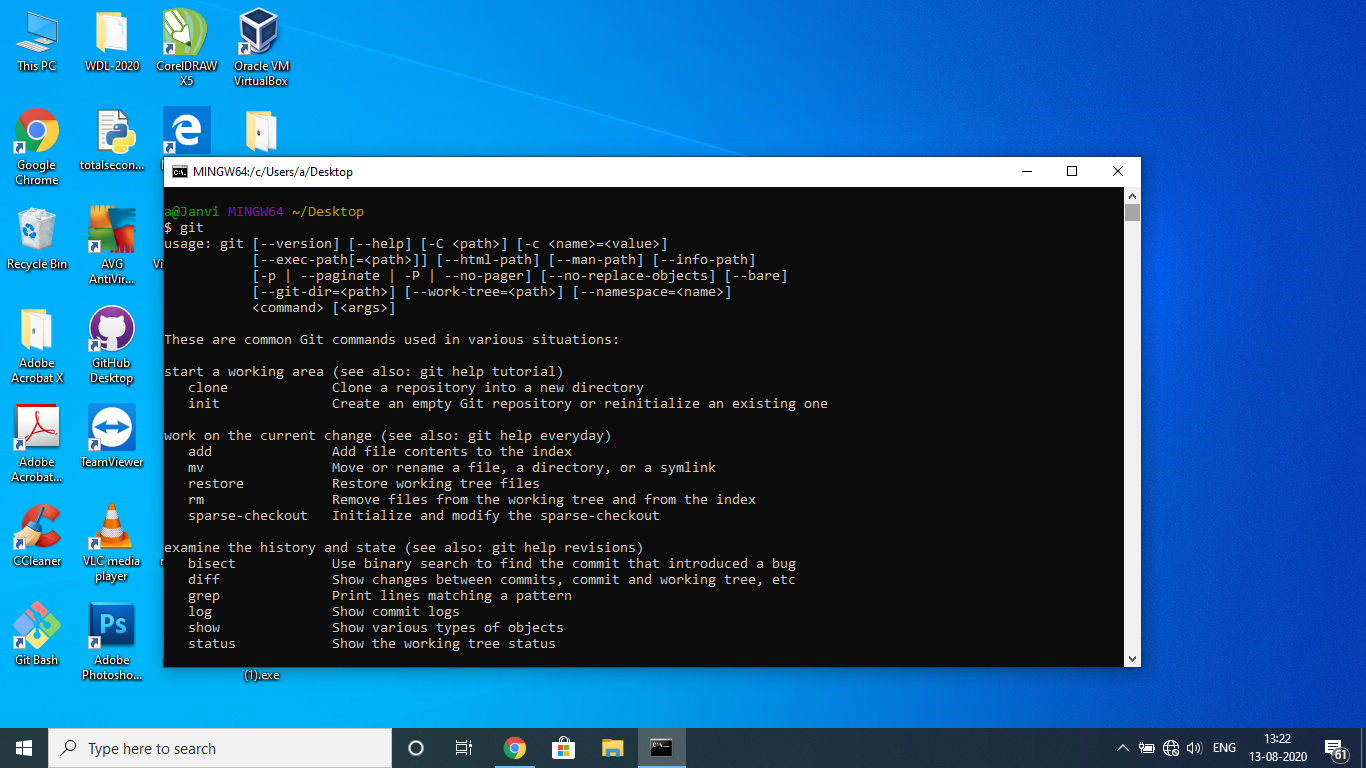 This PC
WDL-2020
CorelDRAW
X5
Oracle VM
VirtualBox
Google
Chrome
totalsecon...
Recycle Bin
AVG
AntiVir...
Adobe
Acrobat X
GitHub
Desktop
Adobe
Acrobat...
TeamViewer
CCleaner
VLC media
player
Git Bash
Ps
Adobe
Photosho...
(1).exe
MINGW64:/c/Users/a/Desktop
a@Janvi MINGW64 ~/Desktop
$ git
usage: git [--version] [--help] [-C <path>] [-c <name>=<value>]
[--exec-path[=<path>]] [--html-path] [--man-path] [--info-path]
[-p | --paginate | -P | --no-pager] [--no-replace-objects] [--bare]
[--git-dir=<path>] [--work-tree=<path>] [--namespace=<name>]
<command> [<args>]
These are common Git commands used in various situations:
start a working area (see also: git help tutorial)
clone Clone a repository into a new directory
init Create an empty Git repository or reinitialize an existing one
work on the current change (see also: git help everyday)
add Add file contents to the index
mv Move or rename a file, a directory, or a symlink
restore Restore working tree files
rm Remove files from the working tree and from the index
sparse-checkout Initialize and modify the sparse-checkout
examine the history and state (see also: git help revisions)
bisect Use binary search to find the commit that introduced a bug
diff Show changes between commits, commit and working tree, etc
grep Print lines matching a pattern
log Show commit logs
show Show various types of objects
status Show the working tree status
Type here to search
ENG
13:22
13-08-2020
61